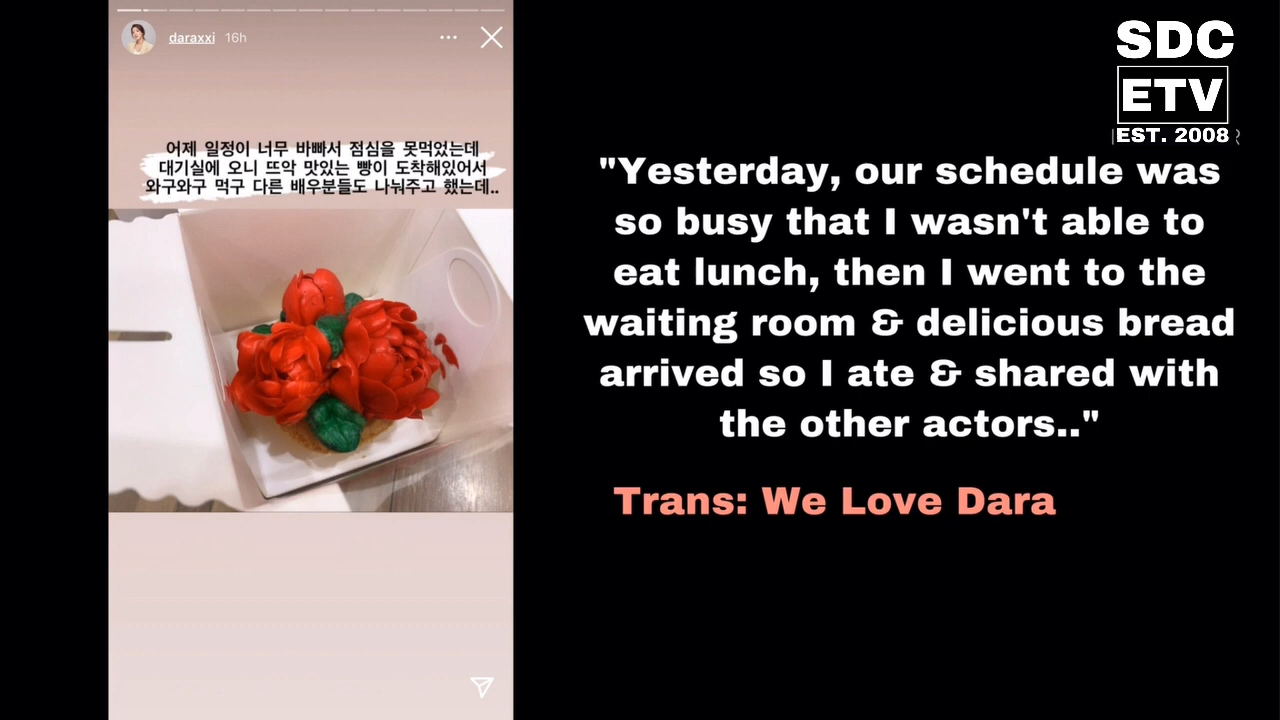 daraxxi 16h
어제 일정이 너무 바빠서 점심을 못먹었는데
대기실에 오니 뜨악 맛있는 빵이 도착해있어서
와구와구 먹구 다른 배우분들도 나눠주고 했는데..
SDC
ETV
EST. 2008
"Yesterday, our schedule was
so busy that I wasn't able to
eat lunch, then I went to the
waiting room & delicious bread
arrived so I ate & shared with
the other actors.."
Trans: We Love Dara